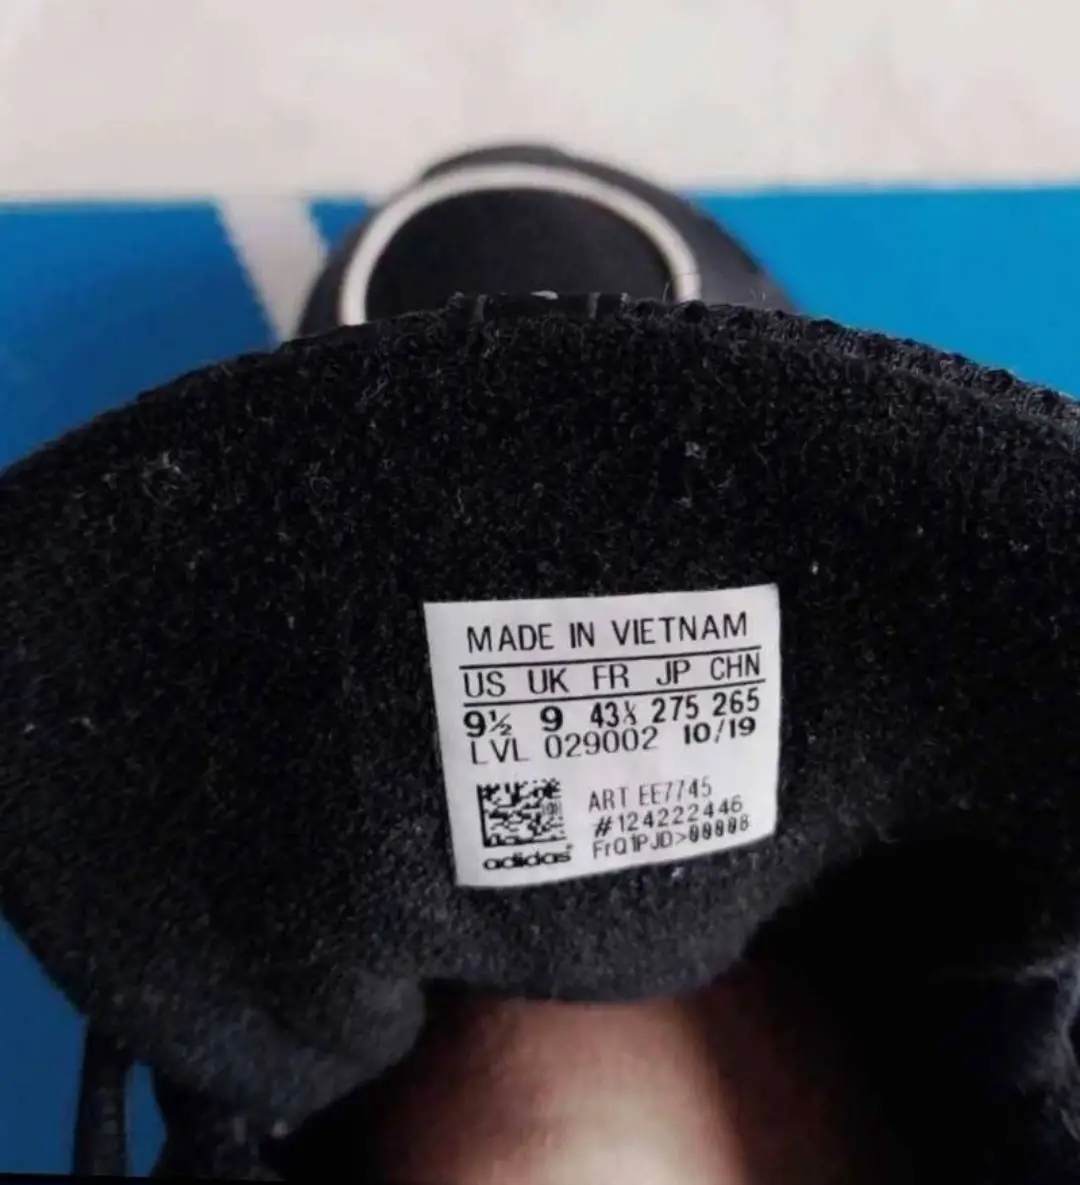 MADE IN VIETNAM
US UK FR JP CHN
9½ 9 43⅓ 275 265
LVL 029002 10/19
ART EE7745
#124222446
FrQ1PJD>00008
adidas